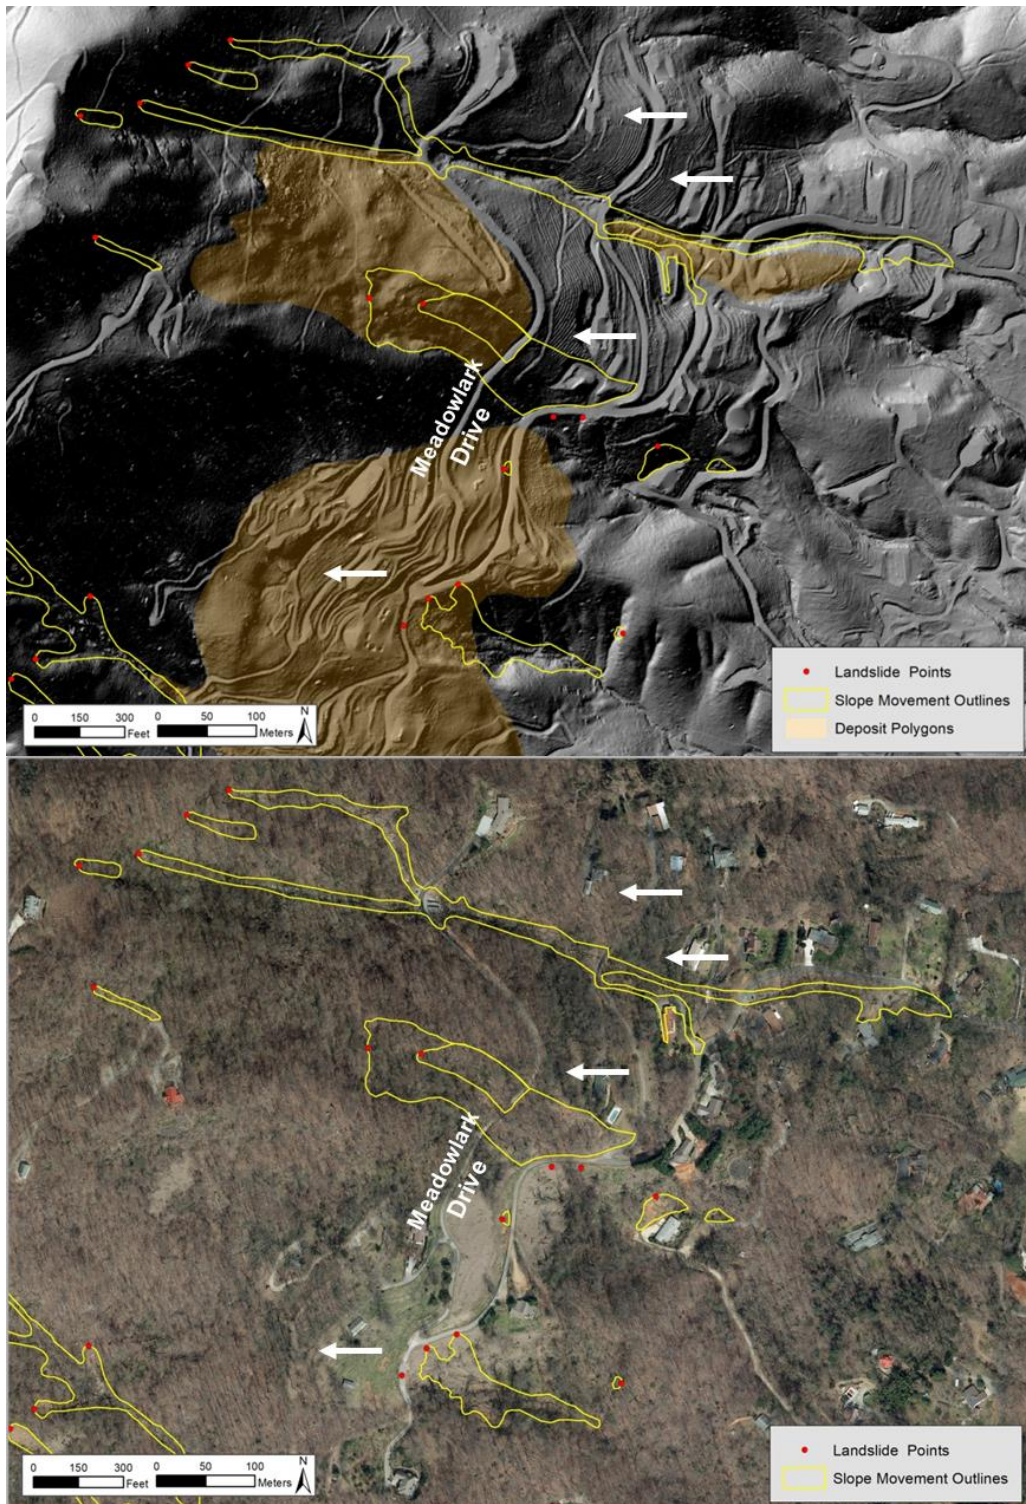 Meadowlark
Drive
Landslide Points
Slope Movement Outlines
Deposit Polygons
0 150 300
Feet
0 50 100
Meters
N
Meadowlark
Drive
Landslide Points
Slope Movement Outlines
0 150 300
Feet
0 50 100
Meters
N